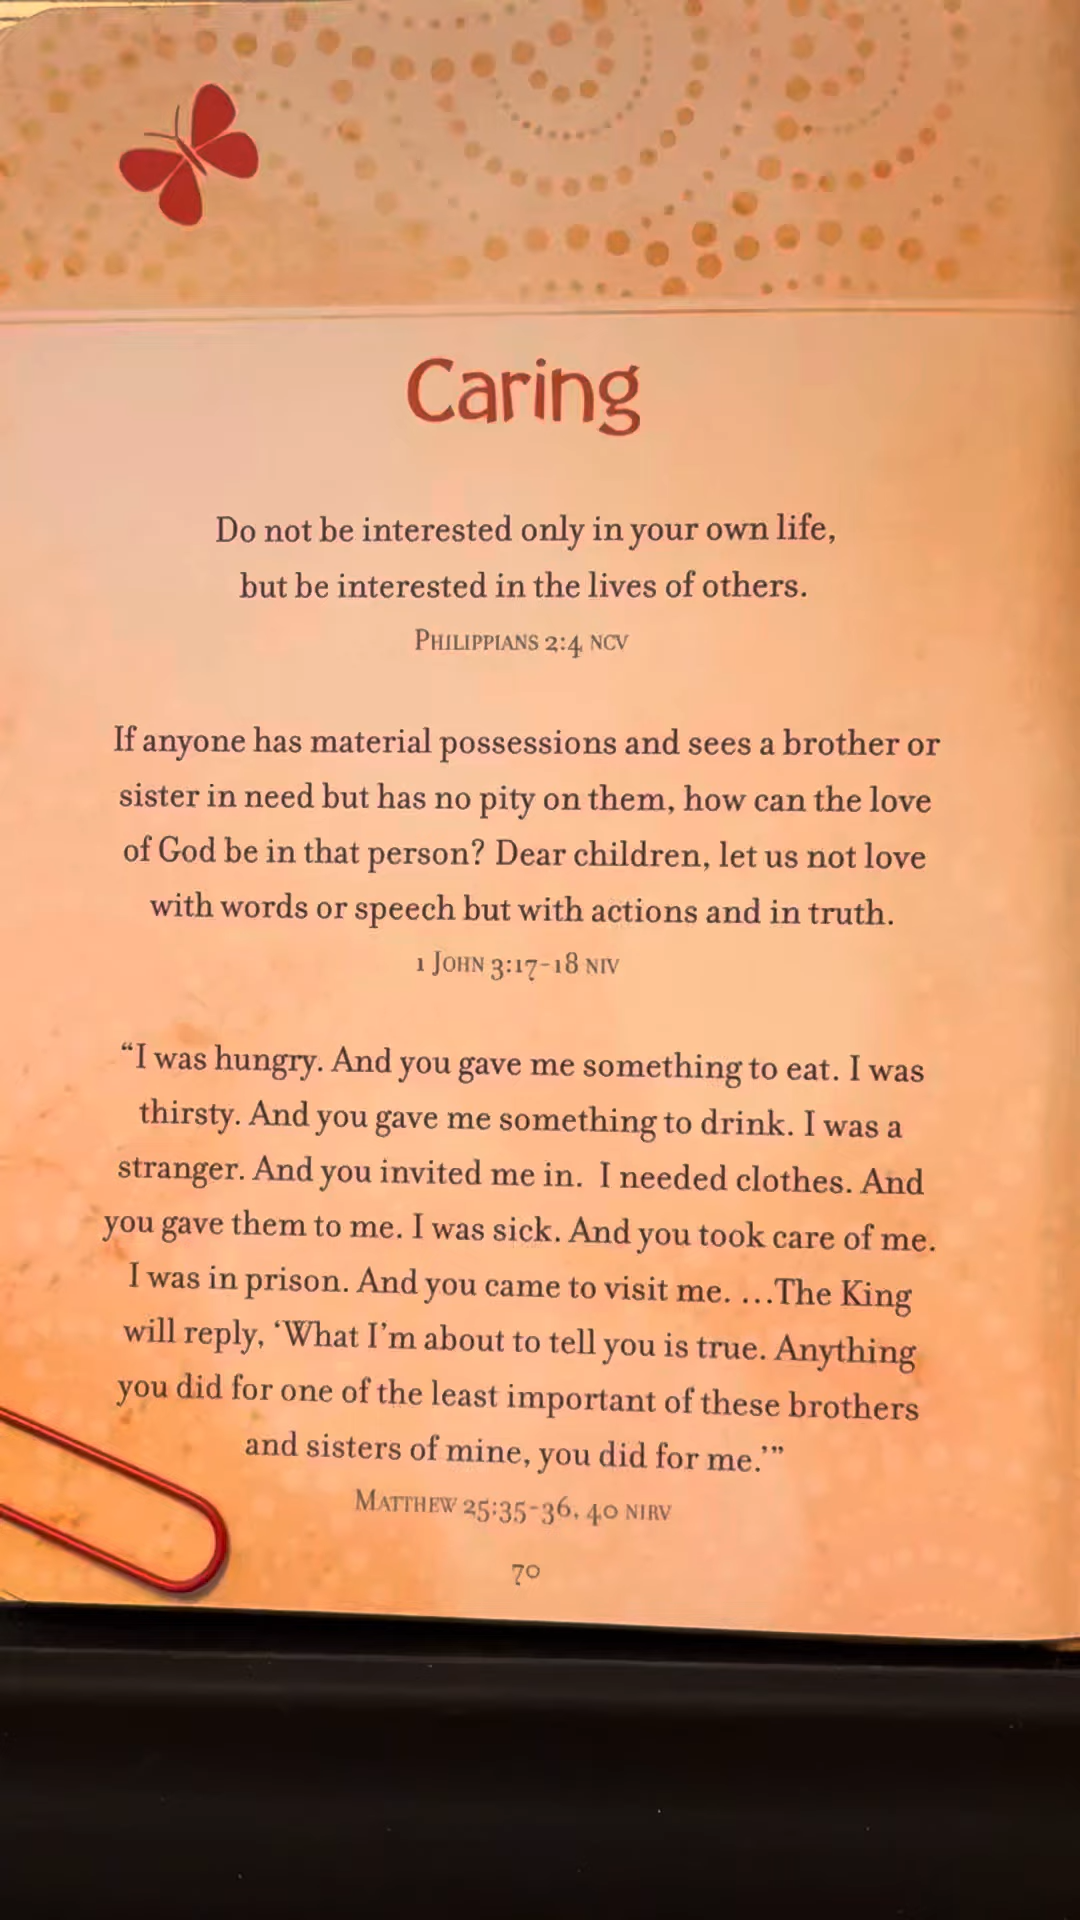 Caring
Do not be interested only in your own life,
but be interested in the lives of others.
Philippians 2:4 NCV
If anyone has material possessions and sees a brother or
sister in need but has no pity on them, how can the love
of God be in that person? Dear children, let us not love
with words or speech but with actions and in truth.
1 John 3:17-18 NIV
“I was hungry. And you gave me something to eat. I was
thirsty. And you gave me something to drink. I was a
stranger. And you invited me in. I needed clothes. And
you gave them to me. I was sick. And you took care of me.
I was in prison. And you came to visit me. …The King
will reply, ‘What I’m about to tell you is true. Anything
you did for one of the least important of these brothers
and sisters of mine, you did for me.’”
Matthew 25:35-36, 40 NIRV
70